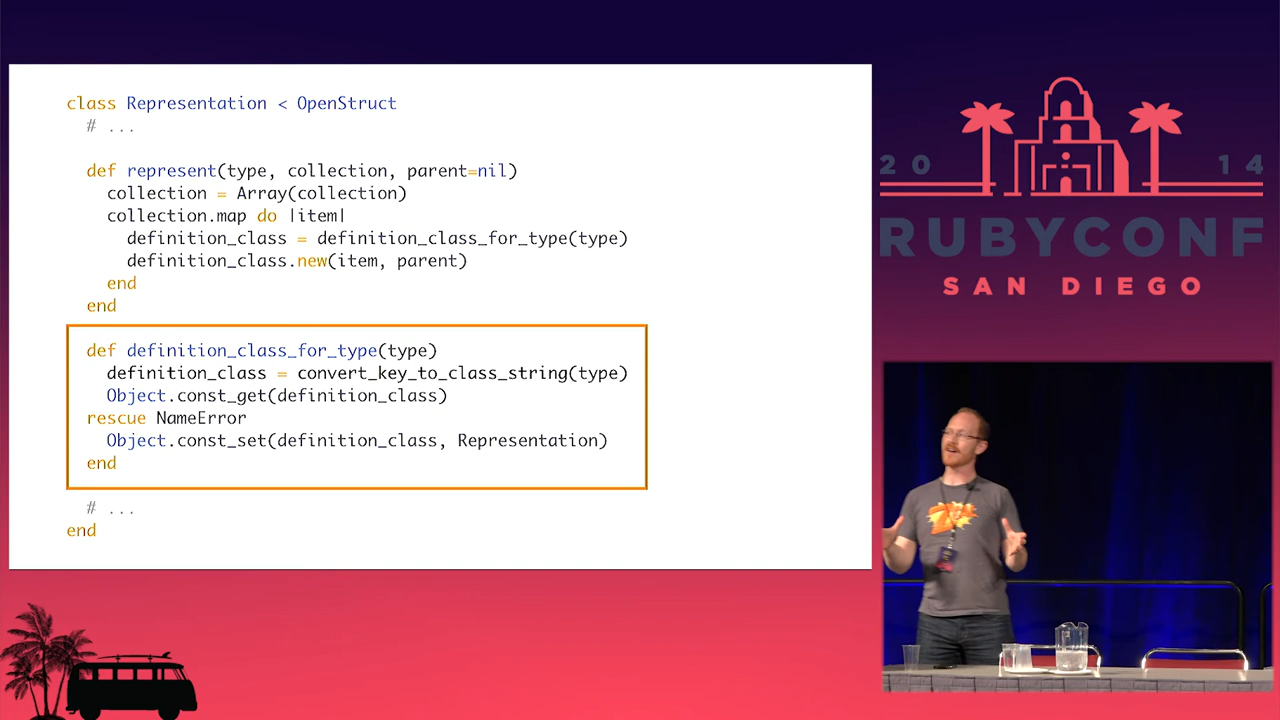 class Representation < OpenStruct
  # ...

  def represent(type, collection, parent=nil)
    collection = Array(collection)
    collection.map do |item|
      definition_class = definition_class_for_type(type)
      definition_class.new(item, parent)
    end
  end

  def definition_class_for_type(type)
    definition_class = convert_key_to_class_string(type)
    Object.const_get(definition_class)
  rescue NameError
    Object.const_set(definition_class, Representation)
  end

  # ...
end
20 14
RUBYCONF
SAN DIEGO